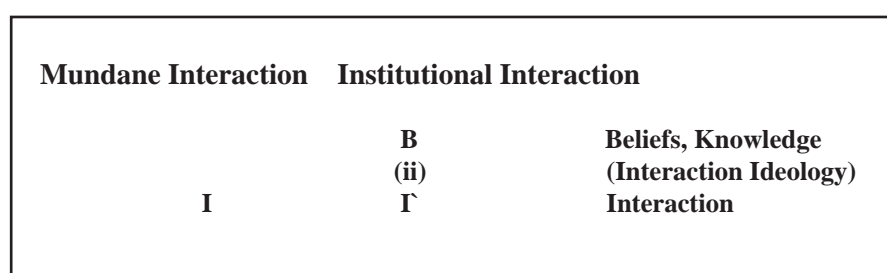 Mundane Interaction Institutional Interaction
B Beliefs, Knowledge
(ii) (Interaction Ideology)
I I` Interaction